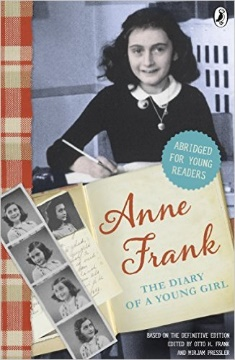 ABRIDGED
FOR YOUNG
READERS
Anne
Frank
THE DIARY
OF A YOUNG GIRL
BASED ON THE DEFINITIVE EDITION
EDITED BY OTTO H. FRANK
AND MIRJAM PRESSLER